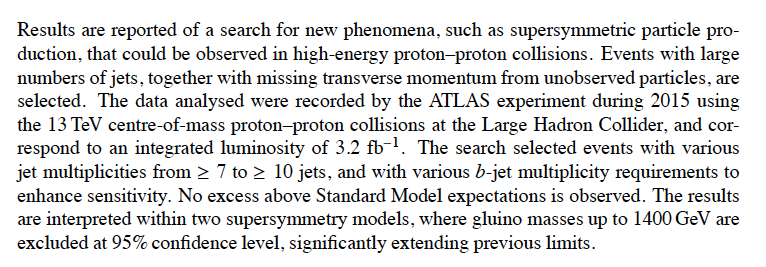 Results are reported of a search for new phenomena, such as supersymmetric particle pro-
duction, that could be observed in high-energy proton–proton collisions. Events with large
numbers of jets, together with missing transverse momentum from unobserved particles, are
selected. The data analysed were recorded by the ATLAS experiment during 2015 using
the 13 TeV centre-of-mass proton–proton collisions at the Large Hadron Collider, and cor-
respond to an integrated luminosity of 3.2 fb⁻¹. The search selected events with various
jet multiplicities from ≥ 7 to ≥ 10 jets, and with various b-jet multiplicity requirements to
enhance sensitivity. No excess above Standard Model expectations is observed. The results
are interpreted within two supersymmetry models, where gluino masses up to 1400 GeV are
excluded at 95% confidence level, significantly extending previous limits.